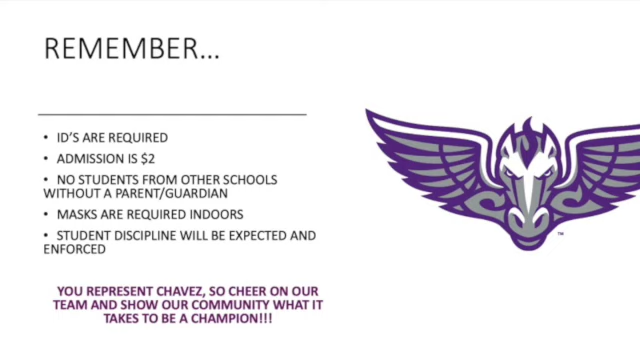 REMEMBER…
• ID'S ARE REQUIRED
• ADMISSION IS $2
• NO STUDENTS FROM OTHER SCHOOLS
WITHOUT A PARENT/GUARDIAN
• MASKS ARE REQUIRED INDOORS
• STUDENT DISCIPLINE WILL BE EXPECTED AND
ENFORCED
YOU REPRESENT CHAVEZ, SO CHEER ON OUR
TEAM AND SHOW OUR COMMUNITY WHAT IT
TAKES TO BE A CHAMPION!!!
™